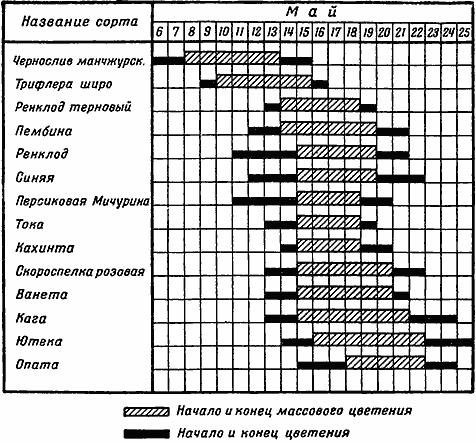 Название сорта
Май
6 7 8 9 10 11 12 13 14 15 16 17 18 19 20 21 22 23 24 25
Чернослив манчжурск.
Трифлера широ
Ренклод терновый
Пембина
Ренклод
Синяя
Персиковая Мичурина
Тока
Кахинта
Скороспелка розовая
Ванета
Кага
Ютека
Опата
Начало и конец массового цветения
Начало и конец цветения